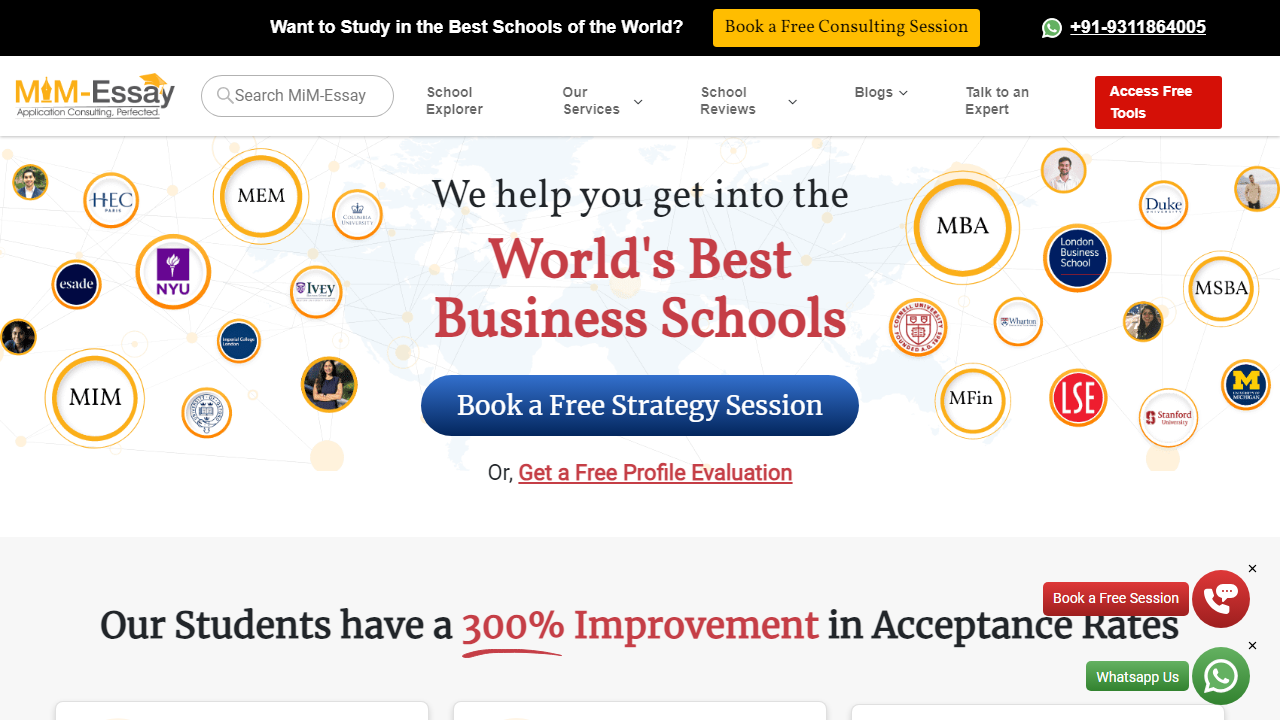 Want to Study in the Best Schools of the World?
Book a Free Consulting Session
+91-9311864005
MiM-Essay
Application Consulting, Perfected.
Search MiM-Essay
School
Explorer
Our
Services
School
Reviews
Blogs
Talk to an
Expert
Access Free
Tools
We help you get into the
World's Best
Business Schools
Book a Free Strategy Session
Or, Get a Free Profile Evaluation
HEC
PARIS
MEM
COLUMBIA
UNIVERSITY
esade
NYU
IVEY
Imperial College
London
MIM
MBA
Duke
UNIVERSITY
London
Business
School
MSBA
CORNELL UNIVERSITY
FOUNDED A.D. 1865
Wharton
MFin
LSE
Stanford
University
M
UNIVERSITY OF
MICHIGAN
Our Students have a 300% Improvement in Acceptance Rates
Book a Free Session
Whatsapp Us